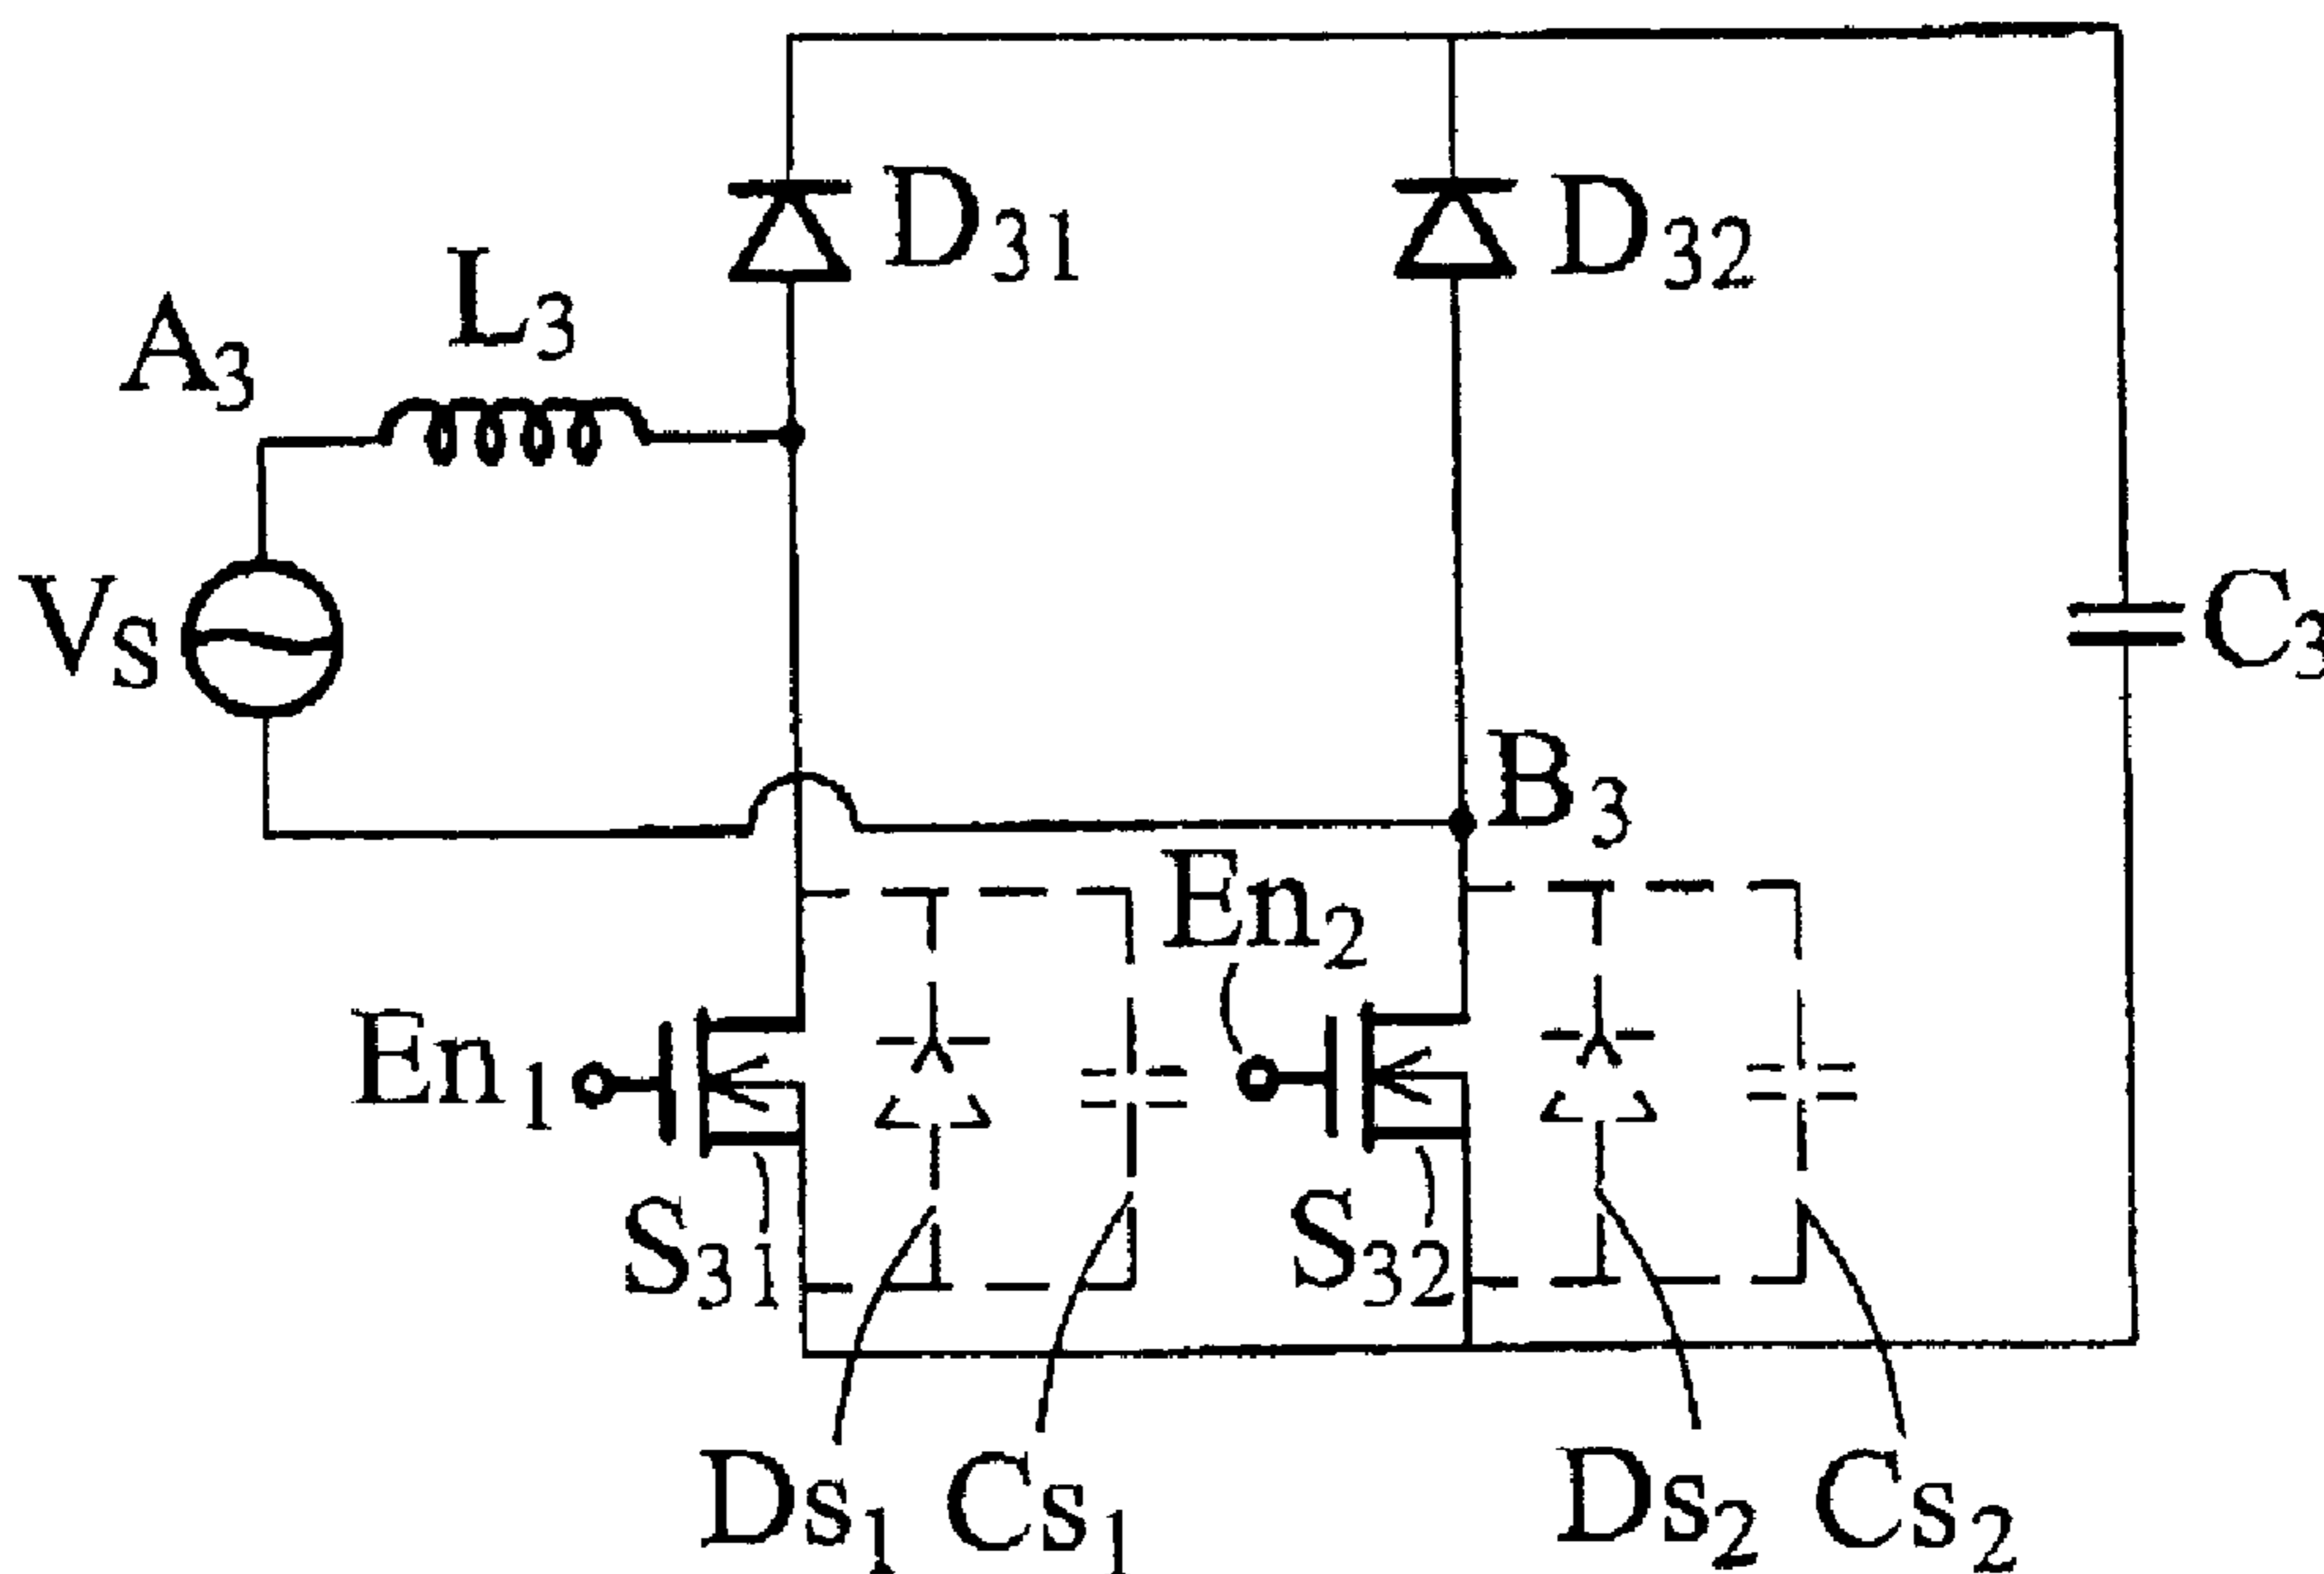 D31
D32
L3
A3
VS
C3
B3
En2
En1
S31
S32
Ds1
Cs1
Ds2
Cs2